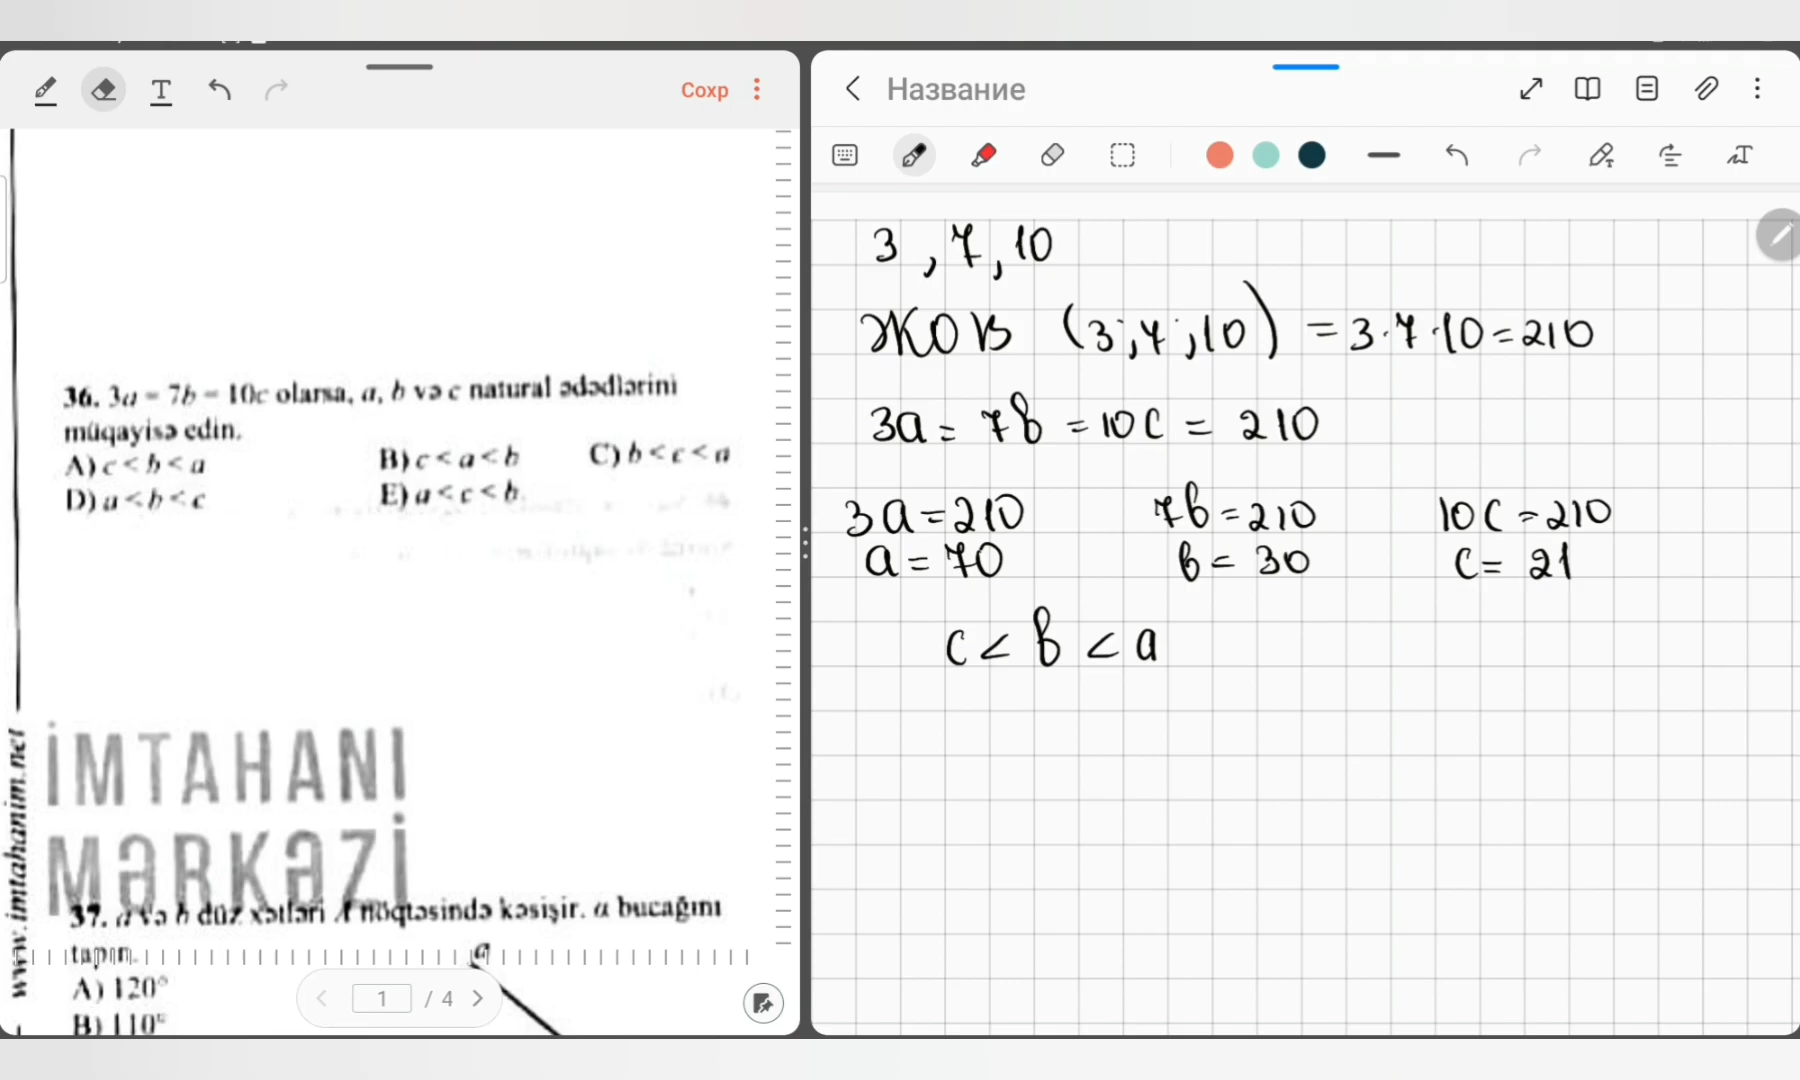 Сохр
36. 3a = 7b = 10c olarsa, a, b və c natural ədədlərini
müqayisə edin.
A) c < b < a
B) c < a < b
C) b < c < a
D) a < b < c
E) a < c < b
www.imtahanim.net
İMTAHANI
MƏRKƏZİ
37. a və b düz xətləri A nöqtəsində kəsişir. α bucağını
tapın.
a
A) 120°
B) 110°
1 / 4
Название
3 , 7, 10
ЖОВ (3; 7; 10) = 3·7·10=210
3a = 7b = 10c = 210
3a = 210 7b = 210 10c = 210
a = 70 b = 30 c = 21
c < b < a